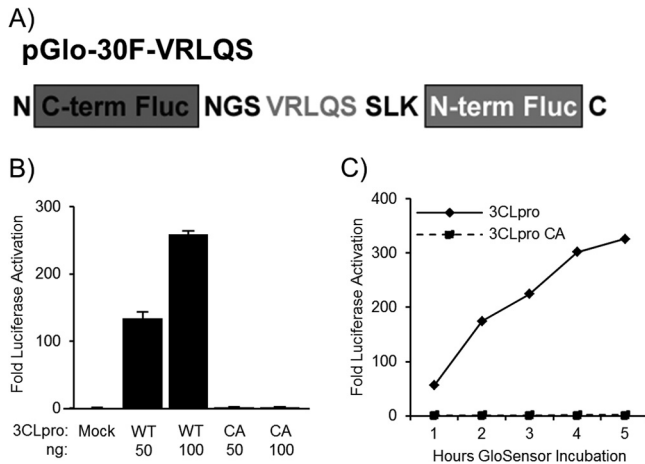 A)
pGlo-30F-VRLQS
N C-term Fluc NGS VRLQS SLK N-term Fluc C
B)
300
200
100
0
Fold Luciferase Activation
3CLpro: Mock WT WT CA CA
ng: 50 100 50 100
C)
400
300
200
100
0
Fold Luciferase Activation
3CLpro
3CLpro CA
1 2 3 4 5
Hours GloSensor Incubation